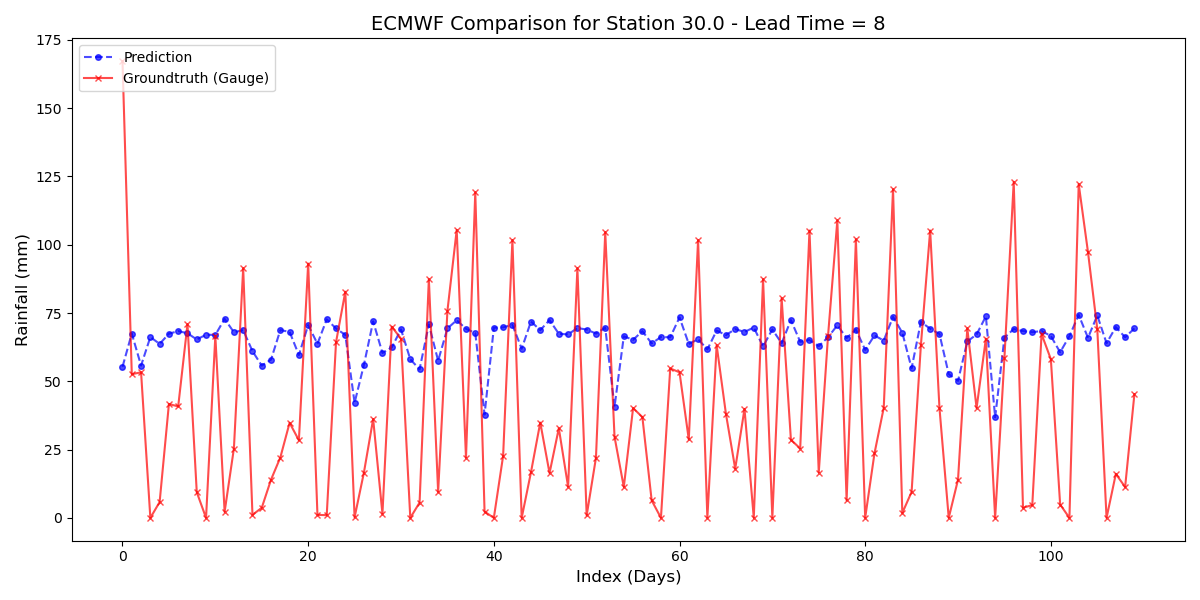 ECMWF Comparison for Station 30.0 - Lead Time = 8
Prediction
Groundtruth (Gauge)
Rainfall (mm)
175
150
125
100
75
50
25
0
0 20 40 60 80 100
Index (Days)